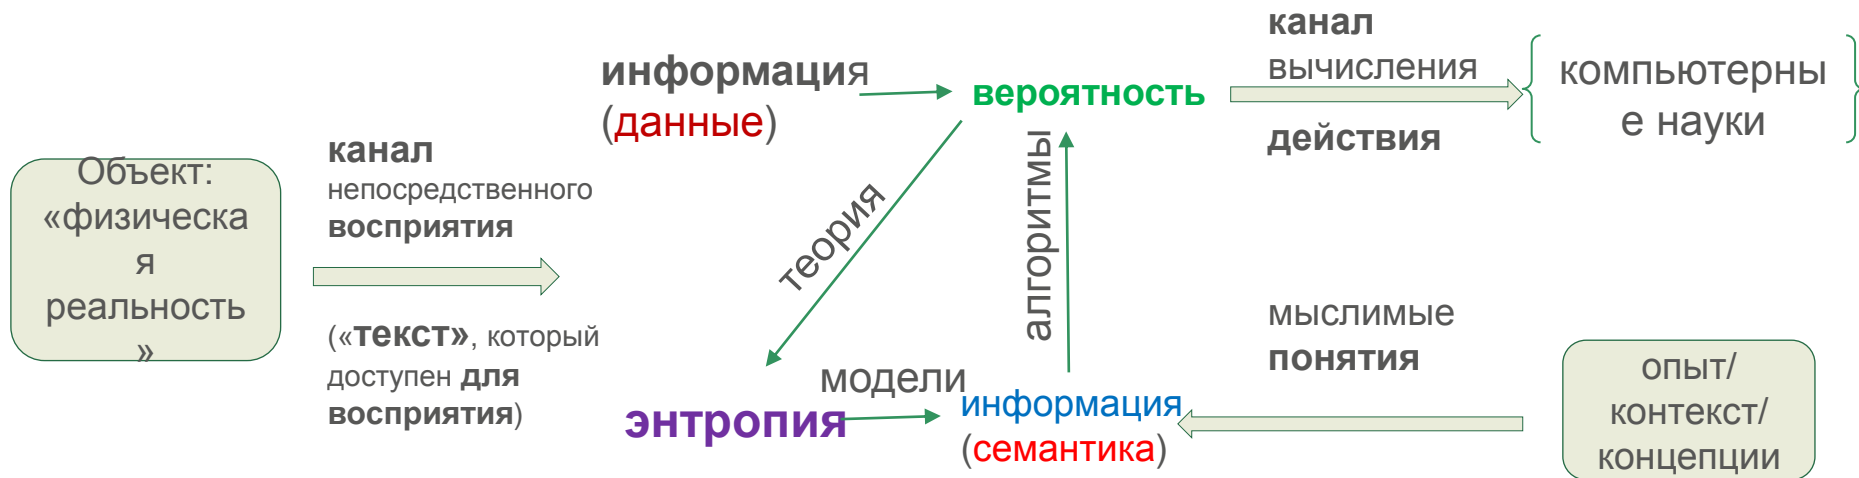 Объект:
«физическа
я
реальность
»
канал
непосредственного
восприятия
(«текст», который
доступен для
восприятия)
информация
(данные)
вероятность
теория
алгоритмы
энтропия
модели
информация
(семантика)
канал
вычисления
действия
компьютерны
е науки
мыслимые
понятия
опыт/
контекст/
концепции